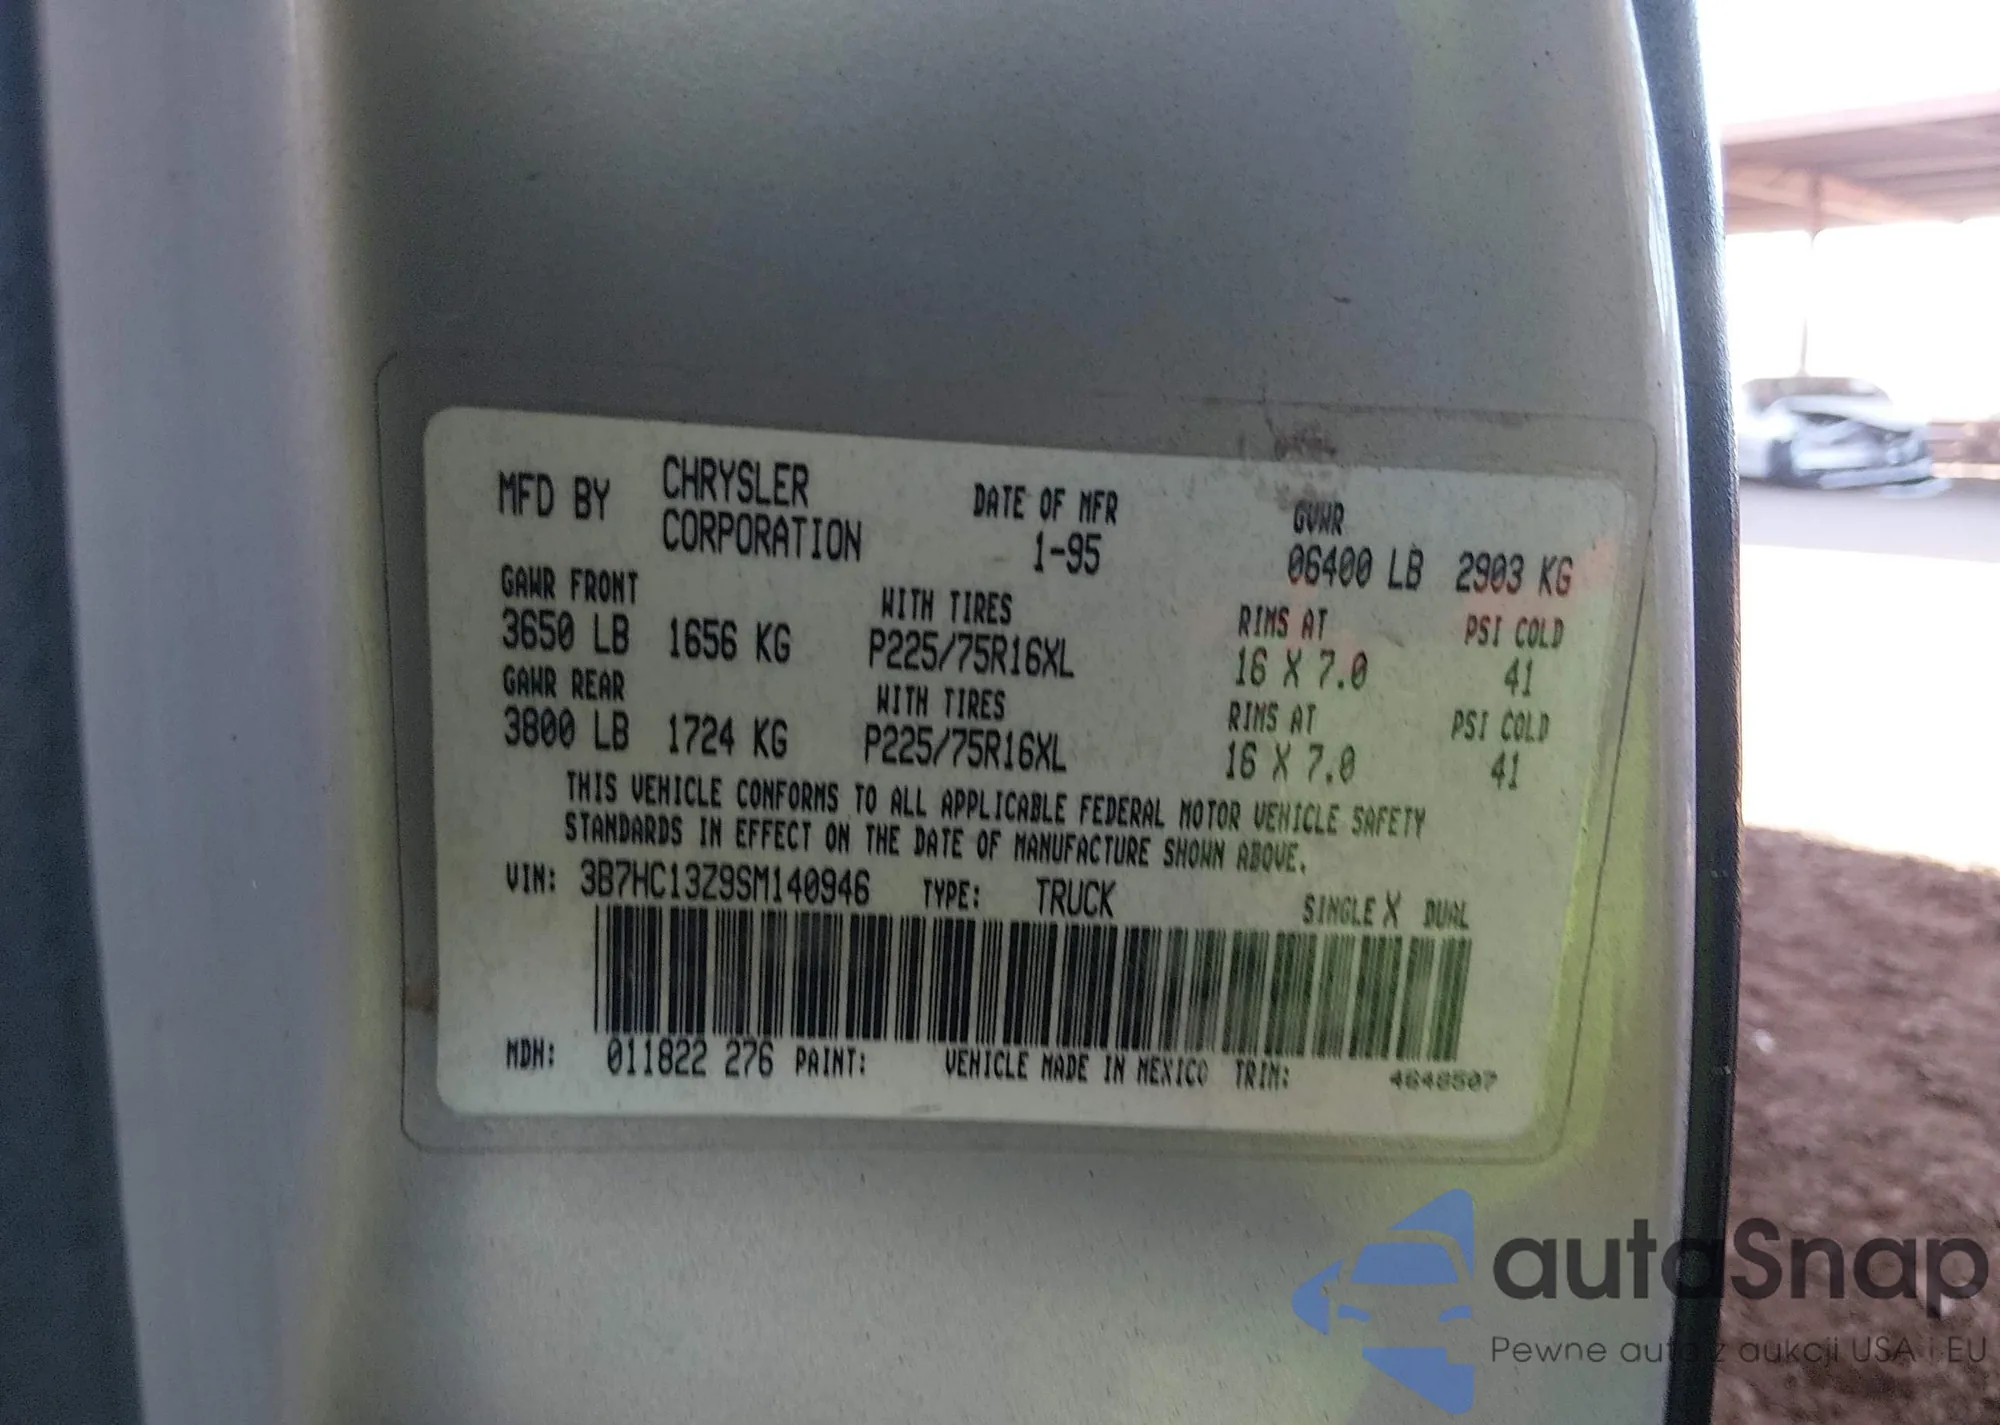 MFD BY CHRYSLER CORPORATION DATE OF MFR 1-95 GVWR 06400 LB 2903 KG
GAWR FRONT WITH TIRES RIMS AT PSI COLD
3650 LB 1656 KG P225/75R16XL 16 X 7.0 41
GAWR REAR WITH TIRES RIMS AT PSI COLD
3800 LB 1724 KG P225/75R16XL 16 X 7.0 41
THIS VEHICLE CONFORMS TO ALL APPLICABLE FEDERAL MOTOR VEHICLE SAFETY
STANDARDS IN EFFECT ON THE DATE OF MANUFACTURE SHOWN ABOVE.
VIN: 3B7HC13Z9SM140946 TYPE: TRUCK SINGLE X DUAL
MDH: 011822 276 PAINT: VEHICLE MADE IN MEXICO TRIM: 4648507
autaSnap
Pewne auta z aukcji USA i EU